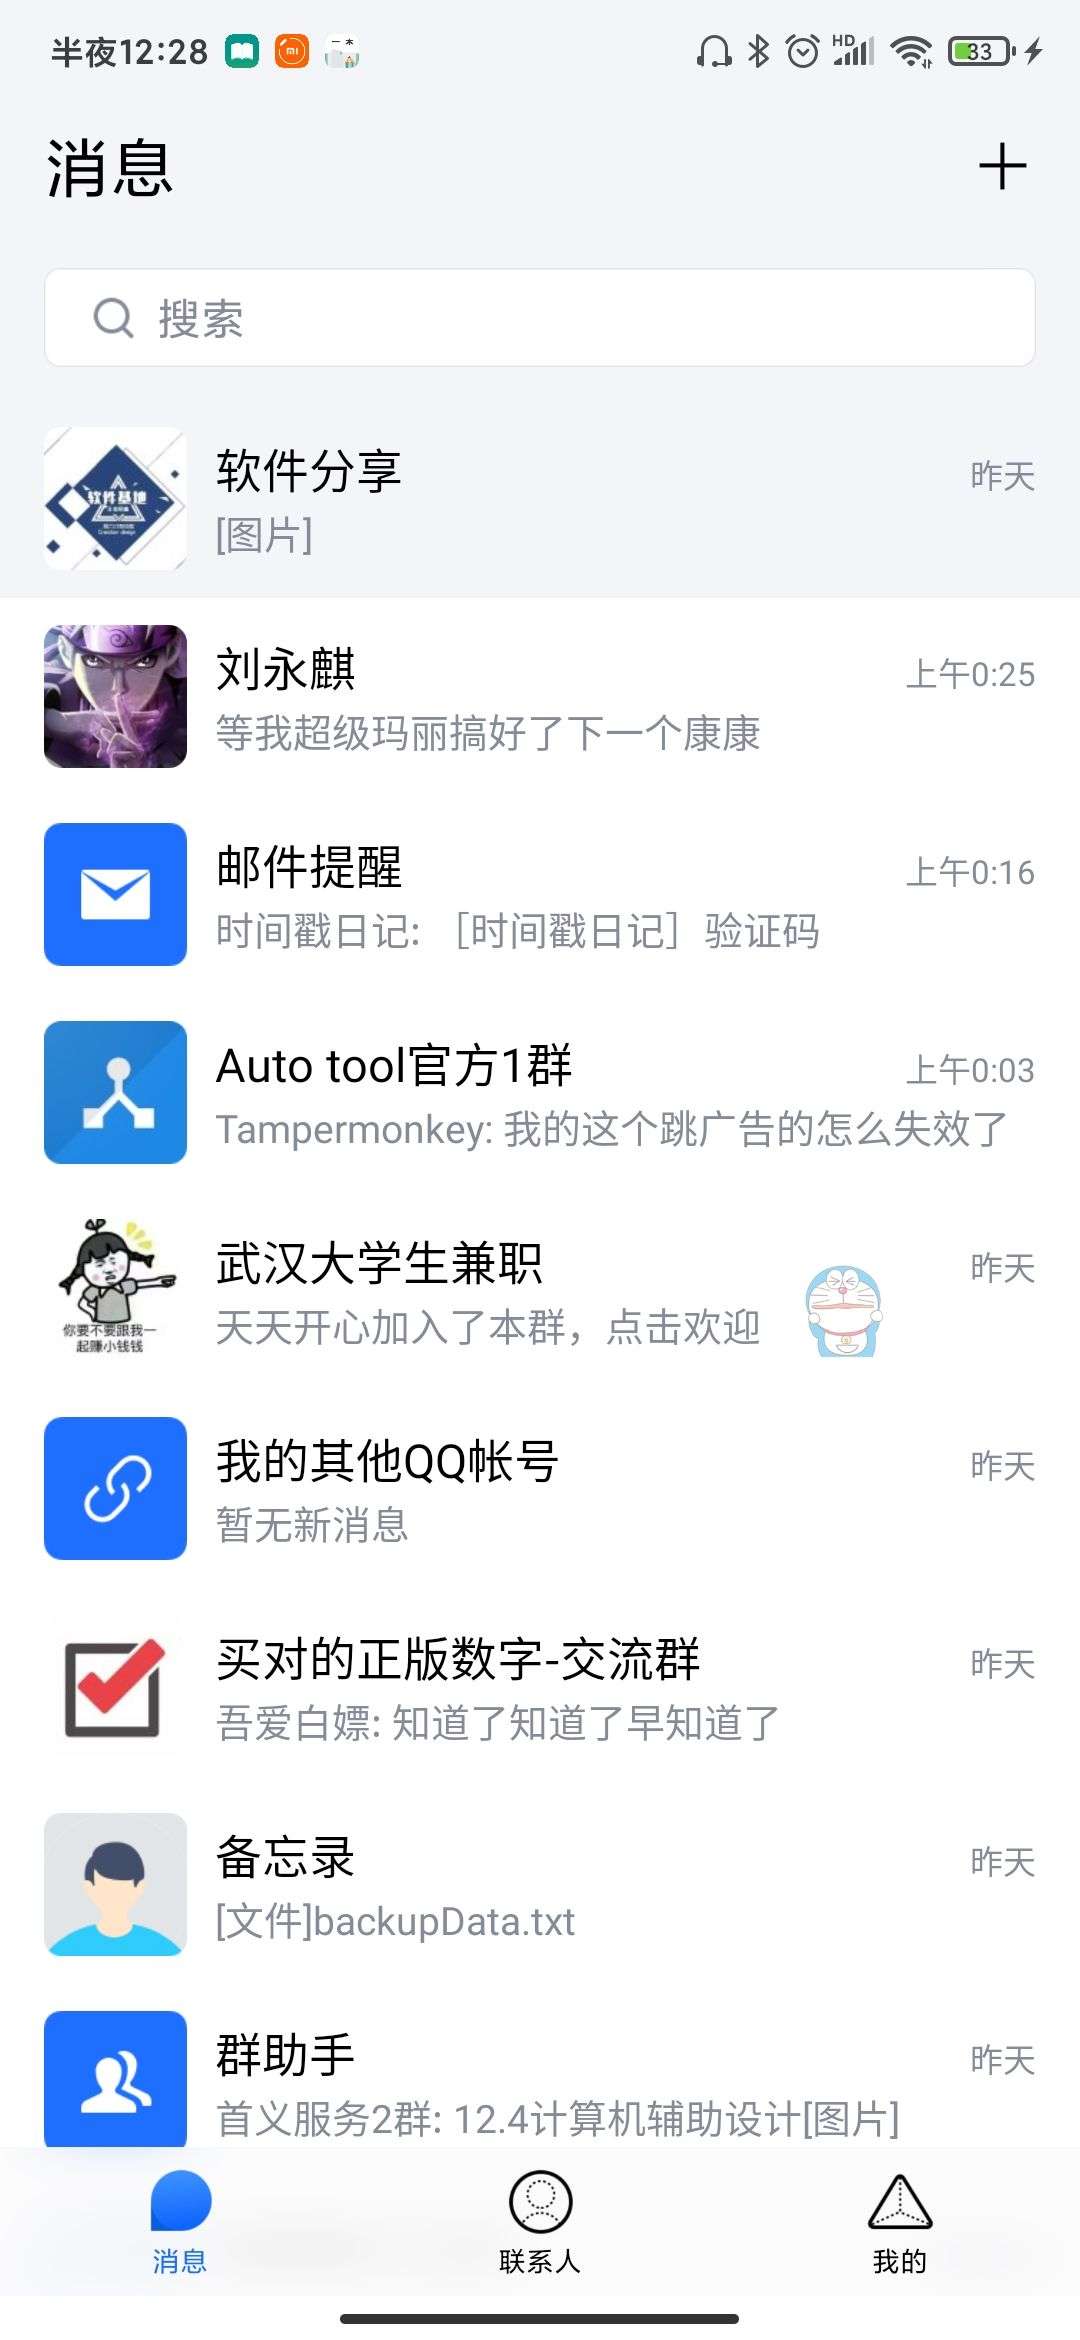 半夜12:28
HD
33
消息
搜索
软件基地
软件分享
昨天
[图片]
刘永麒
上午0:25
等我超级玛丽搞好了下一个康康
邮件提醒
上午0:16
时间戳日记: ［时间戳日记］验证码
Auto tool官方1群
上午0:03
Tampermonkey: 我的这个跳广告的怎么失效了
你要不要跟我一
起赚小钱钱
武汉大学生兼职
昨天
天天开心加入了本群，点击欢迎
我的其他QQ帐号
昨天
暂无新消息
买对的正版数字-交流群
昨天
吾爱白嫖: 知道了知道了早知道了
备忘录
昨天
[文件]backupData.txt
群助手
昨天
首义服务2群: 12.4计算机辅助设计[图片]
消息
联系人
我的